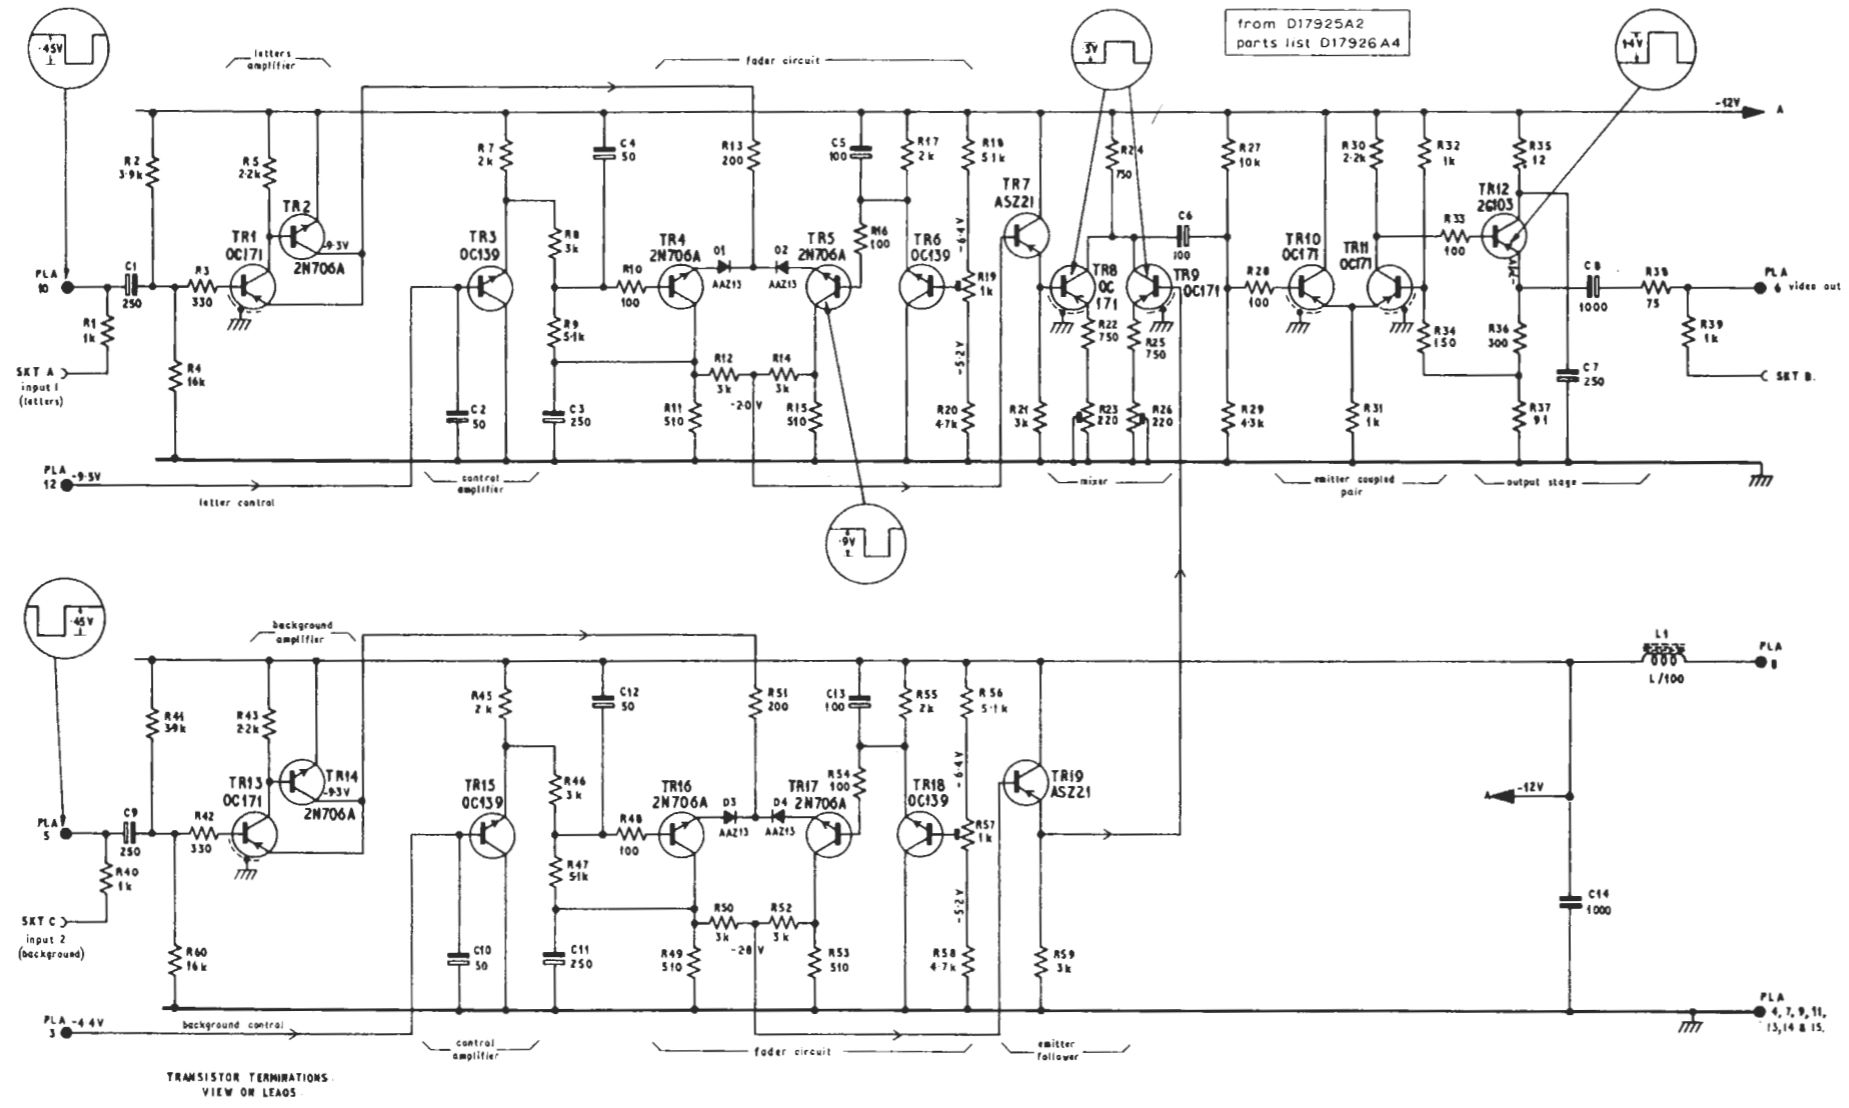 from D17925A2
parts list D17926A4
.45V
letters
amplifier
fader circuit
.3V
1.4V
-12V
A
R2
3.9k
R5
2.2k
TR2
-9.3V
2N706A
TR1
OC171
R3
330
PLA
10
C1
250
R1
1k
R4
16k
SKT A
input 1
(letters)
R7
2k
C4
50
R13
200
C5
100
R17
2k
R18
5.1k
TR3
OC139
R8
3k
R10
100
TR4
2N706A
D1
AAZ13
D2
AAZ13
TR5
2N706A
R16
100
TR6
OC139
-6.4V
R19
1k
-5.2V
R9
5.1k
R12
3k
R14
3k
-2.0V
C2
50
C3
250
R11
510
R15
510
R20
4.7k
TR7
ASZ21
R24
750
TR8
OC
171
TR9
OC171
C6
100
R22
750
R25
750
R21
3k
R23
220
R26
220
R27
10k
R28
100
R29
4.3k
TR10
OC171
TR11
OC171
R30
2.2k
R32
1k
R33
100
R34
150
R31
1k
R35
12
TR12
2G103
R36
300
R37
91
C7
250
C8
1000
R38
75
R39
1k
PLA
6 video out
SKT B.
PLA
12
-9.5V
letter control
control
amplifier
mixer
emitter coupled
pair
output stage
.9V
.45V
background
amplifier
R41
39k
R43
2.2k
TR14
-9.3V
2N706A
TR13
OC171
R42
330
PLA
5
C9
250
R40
1k
SKT C
input 2
(background)
R60
16k
R45
2k
C12
50
R51
200
C13
100
R55
2k
R56
5.1k
TR15
OC139
R46
3k
R48
100
TR16
2N706A
D3
AAZ13
D4
AAZ13
TR17
2N706A
R54
100
TR18
OC139
-6.4V
R57
1k
-5.2V
R47
5.1k
R50
3k
R52
3k
-2.8V
C10
50
C11
250
R49
510
R53
510
R58
4.7k
TR19
ASZ21
R59
3k
L1
L/100
PLA
8
A
-12V
C14
1000
PLA
4, 7, 9, 11,
13, 14 & 15.
PLA
3
-4.4V
background control
control
amplifier
fader circuit
emitter
follower
TRANSISTOR TERMINATIONS
VIEW ON LEADS